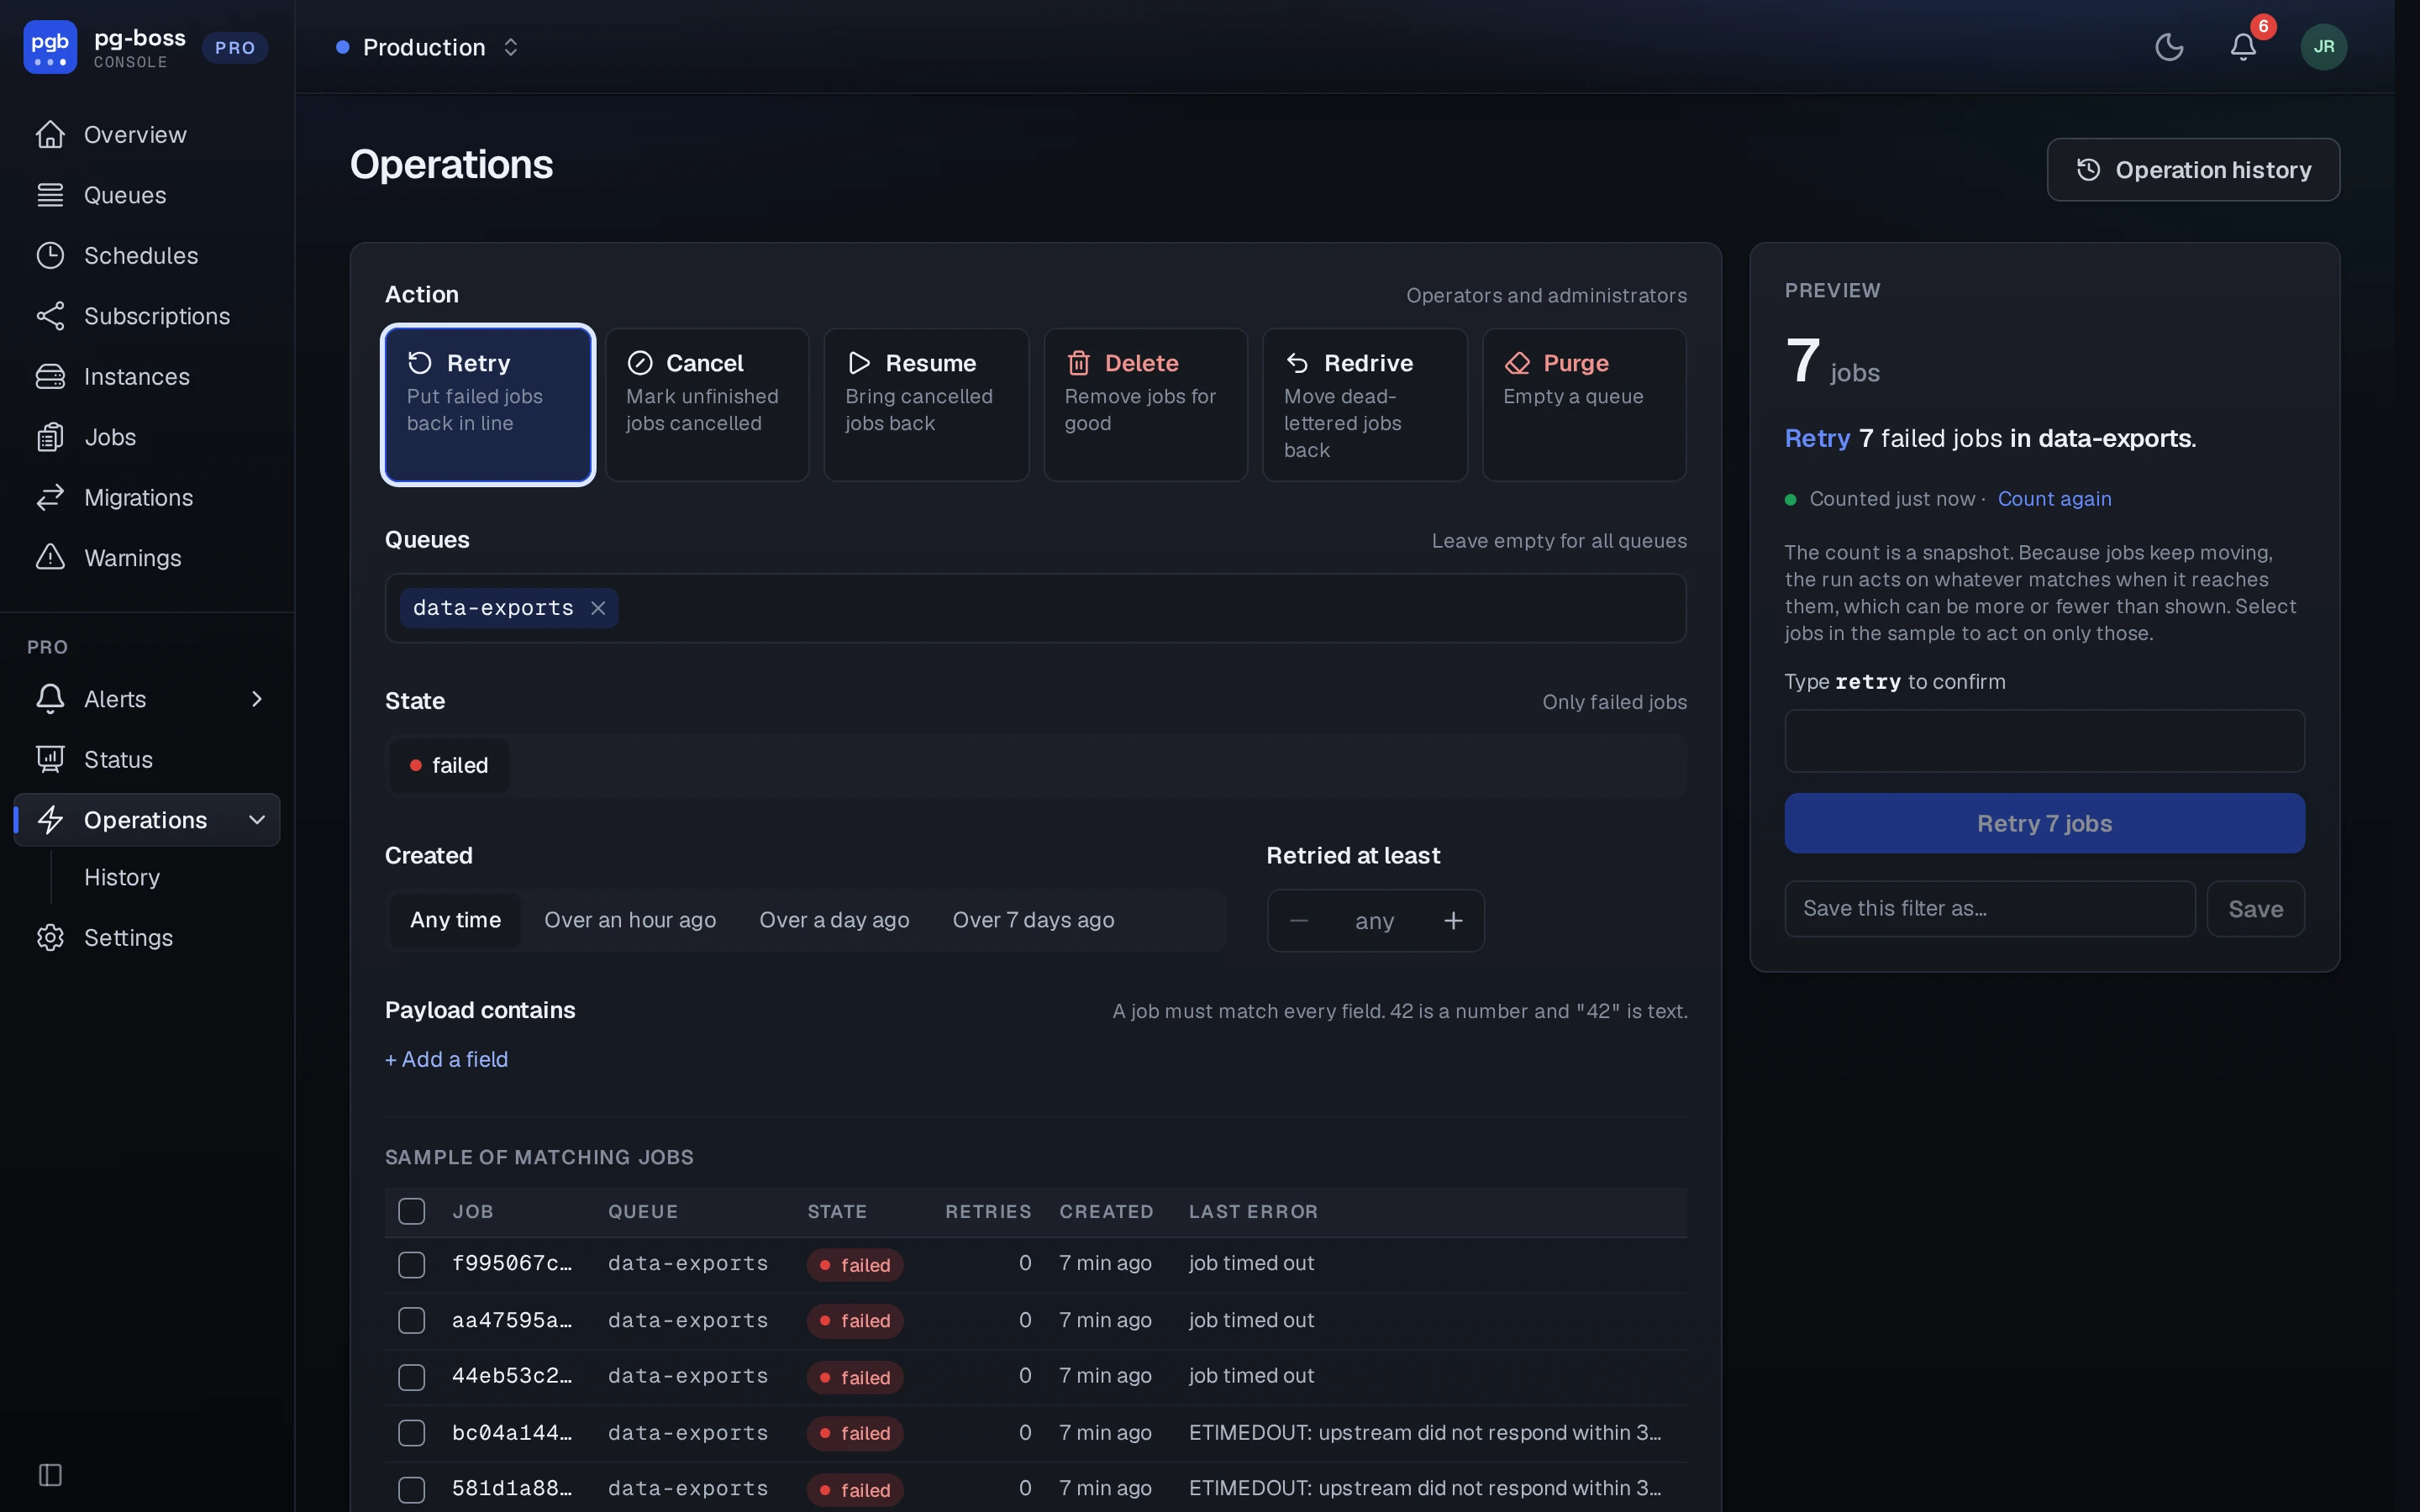 pgb
pg-boss
CONSOLE
PRO
Production
6
JR
Overview
Queues
Schedules
Subscriptions
Instances
Jobs
Migrations
Warnings
PRO
Alerts
Status
Operations
History
Settings
Operations
Operation history
Action
Operators and administrators
Retry
Put failed jobs
back in line
Cancel
Mark unfinished
jobs cancelled
Resume
Bring cancelled
jobs back
Delete
Remove jobs for
good
Redrive
Move dead-
lettered jobs
back
Purge
Empty a queue
Queues
Leave empty for all queues
data-exports
State
Only failed jobs
failed
Created
Any time
Over an hour ago
Over a day ago
Over 7 days ago
Retried at least
any
Payload contains
A job must match every field. 42 is a number and "42" is text.
+ Add a field
SAMPLE OF MATCHING JOBS
JOB QUEUE STATE RETRIES CREATED LAST ERROR
f995067c… data-exports failed 0 7 min ago job timed out
aa47595a… data-exports failed 0 7 min ago job timed out
44eb53c2… data-exports failed 0 7 min ago job timed out
bc04a144… data-exports failed 0 7 min ago ETIMEDOUT: upstream did not respond within 3…
581d1a88… data-exports failed 0 7 min ago ETIMEDOUT: upstream did not respond within 3…
PREVIEW
7 jobs
Retry 7 failed jobs in data-exports.
Counted just now · Count again
The count is a snapshot. Because jobs keep moving,
the run acts on whatever matches when it reaches
them, which can be more or fewer than shown. Select
jobs in the sample to act on only those.
Type retry to confirm
Retry 7 jobs
Save this filter as…
Save